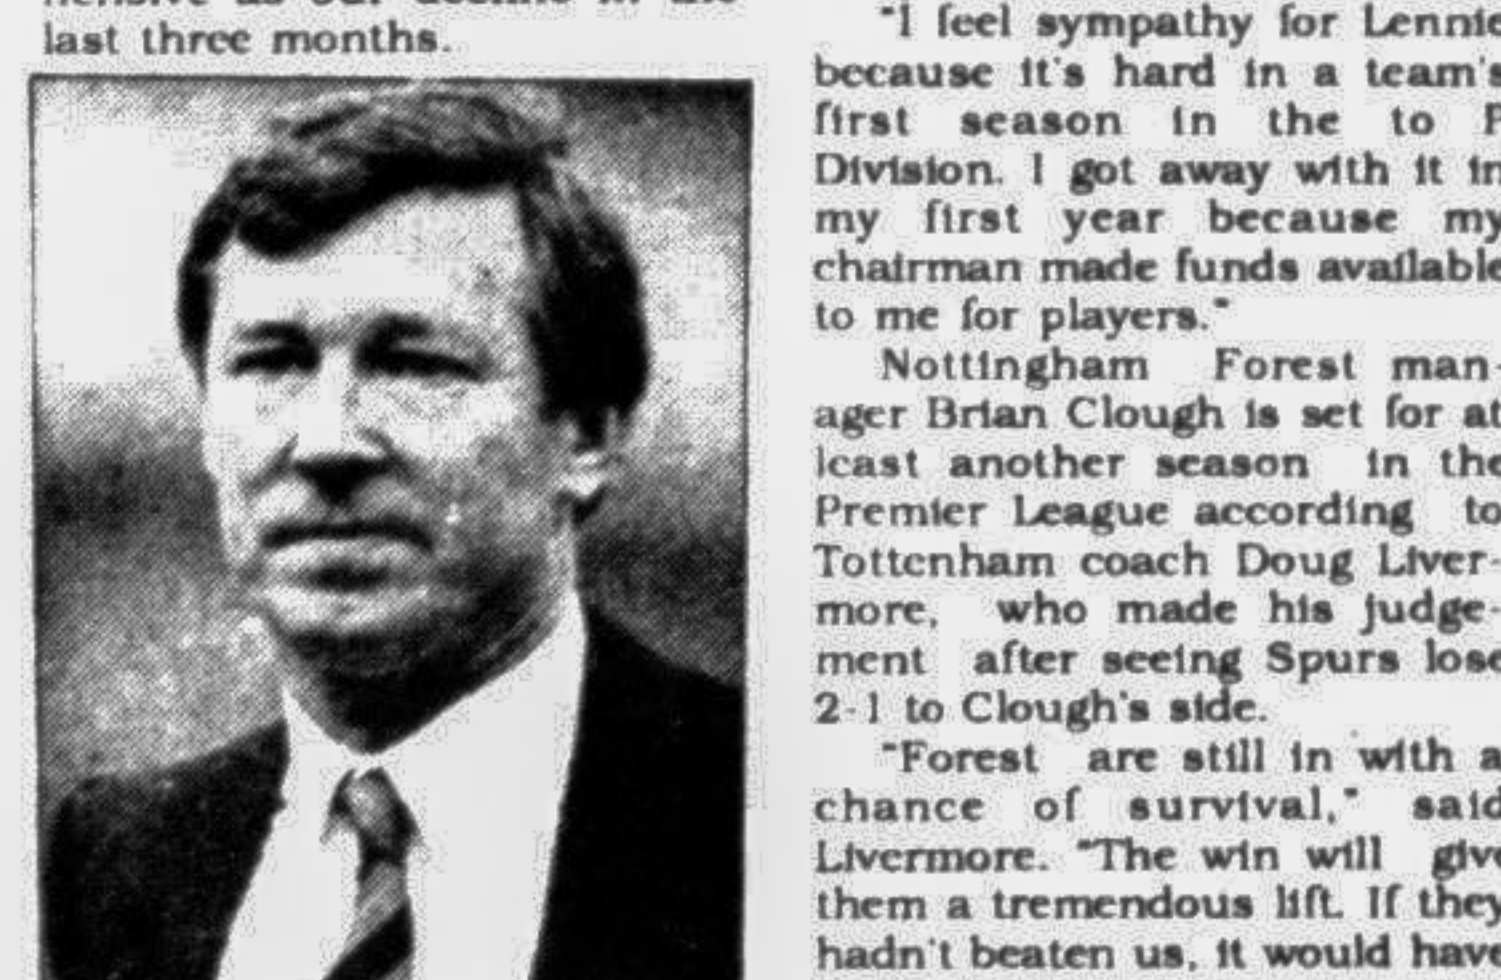 last three months.
"I feel sympathy for Lennie
because it's hard in a team's
first season in the to F
Division. I got away with it in
my first year because my
chairman made funds available
to me for players."
Nottingham Forest man-
ager Brian Clough is set for at
least another season in the
Premier League according to
Tottenham coach Doug Liver-
more, who made his judge-
ment after seeing Spurs lose
2-1 to Clough's side.
"Forest are still in with a
chance of survival," said
Livermore. "The win will give
them a tremendous lift. If they
hadn't beaten us, it would have